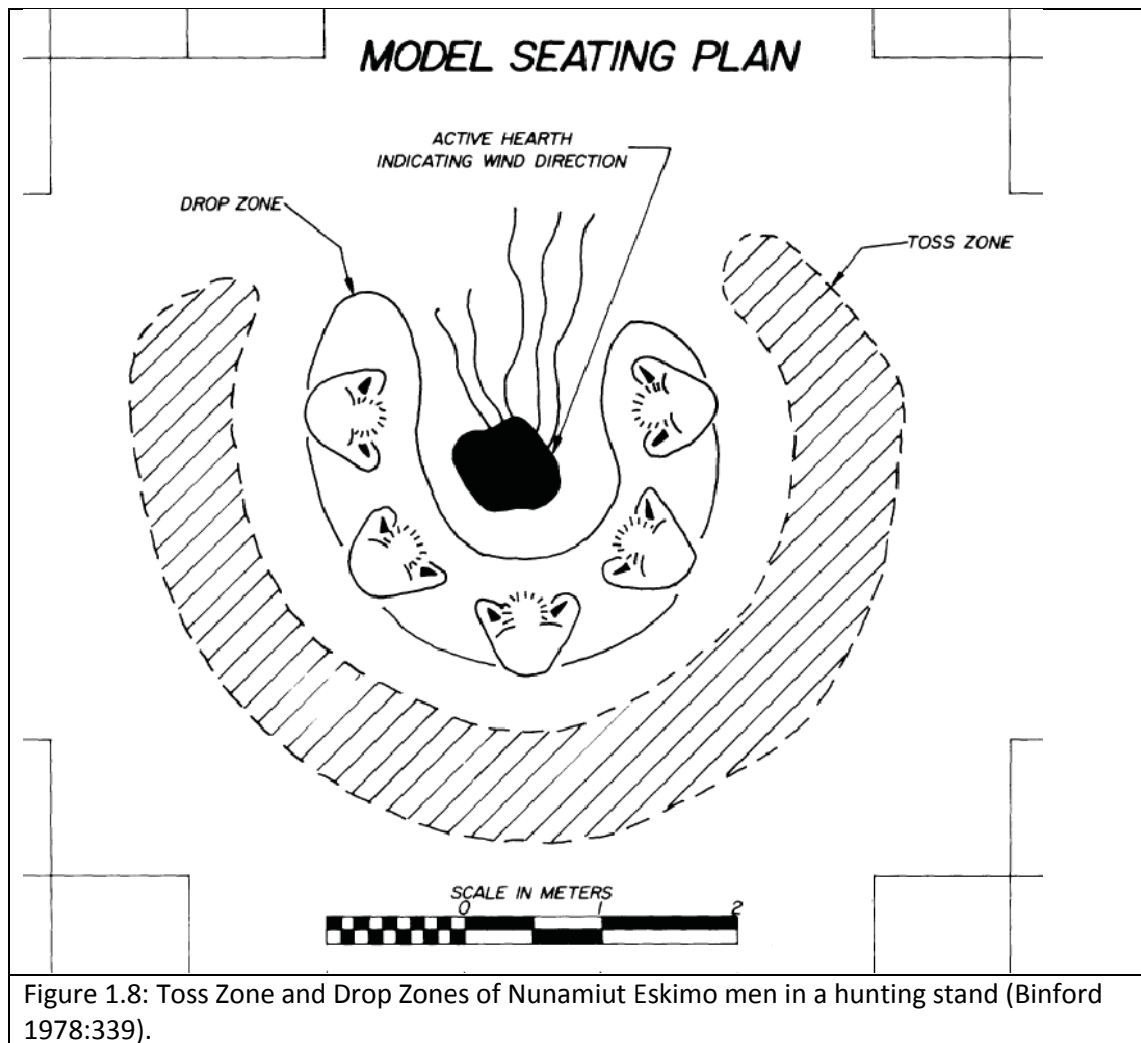 MODEL SEATING PLAN
ACTIVE HEARTH
INDICATING WIND DIRECTION
DROP ZONE
TOSS ZONE
SCALE IN METERS
0 1 2
Figure 1.8: Toss Zone and Drop Zones of Nunamiut Eskimo men in a hunting stand (Binford
1978:339).